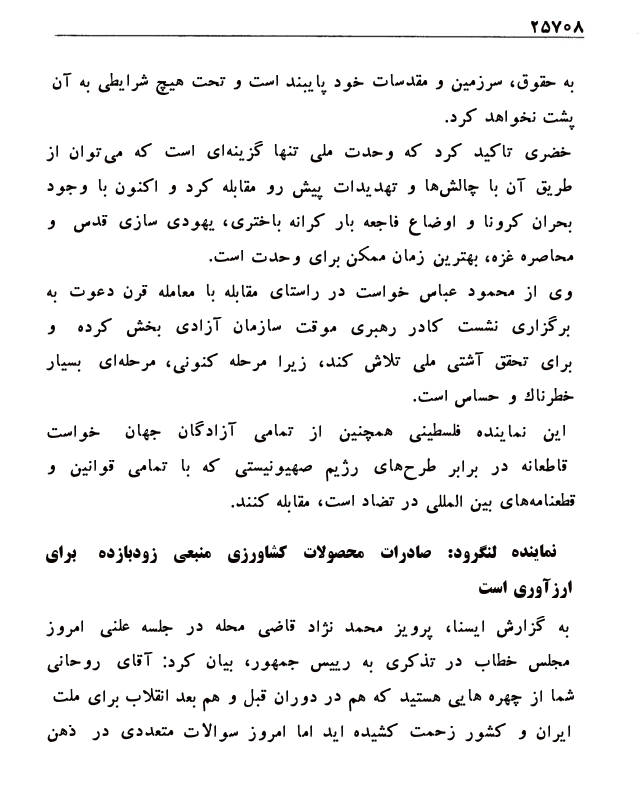 ۲۵۷۰۸
به حقوق، سرزمین و مقدسات خود پایبند است و تحت هیچ شرایطی به آن
پشت نخواهد کرد.
خضری تاکید کرد که وحدت ملی تنها گزینه‌ای است که می‌توان از
طریق آن با چالش‌ها و تهدیدات پیش رو مقابله کرد و اکنون با وجود
بحران کرونا و اوضاع فاجعه بار کرانه باختری، یهودی سازی قدس و
محاصره غزه، بهترین زمان ممکن برای وحدت است.
وی از محمود عباس خواست در راستای مقابله با معامله قرن دعوت به
برگزاری نشست کادر رهبری موقت سازمان آزادی بخش کرده و
برای تحقق آشتی ملی تلاش کند، زیرا مرحله کنونی، مرحله‌ای بسیار
خطرناك و حساس است.
این نماینده فلسطینی همچنین از تمامی آزادگان جهان خواست
قاطعانه در برابر طرح‌های رژیم صهیونیستی که با تمامی قوانین و
قطعنامه‌های بین المللی در تضاد است، مقابله کنند.
نماینده لنگرود: صادرات محصولات کشاورزی منبعی زودبازده برای
ارزآوری است
به گزارش ایسنا، پرویز محمد نژاد قاضی محله در جلسه علنی امروز
مجلس خطاب در تذکری به رییس جمهور، بیان کرد: آقای روحانی
شما از چهره هایی هستید که هم در دوران قبل و هم بعد انقلاب برای ملت
ایران و کشور زحمت کشیده اید اما امروز سوالات متعددی در ذهن